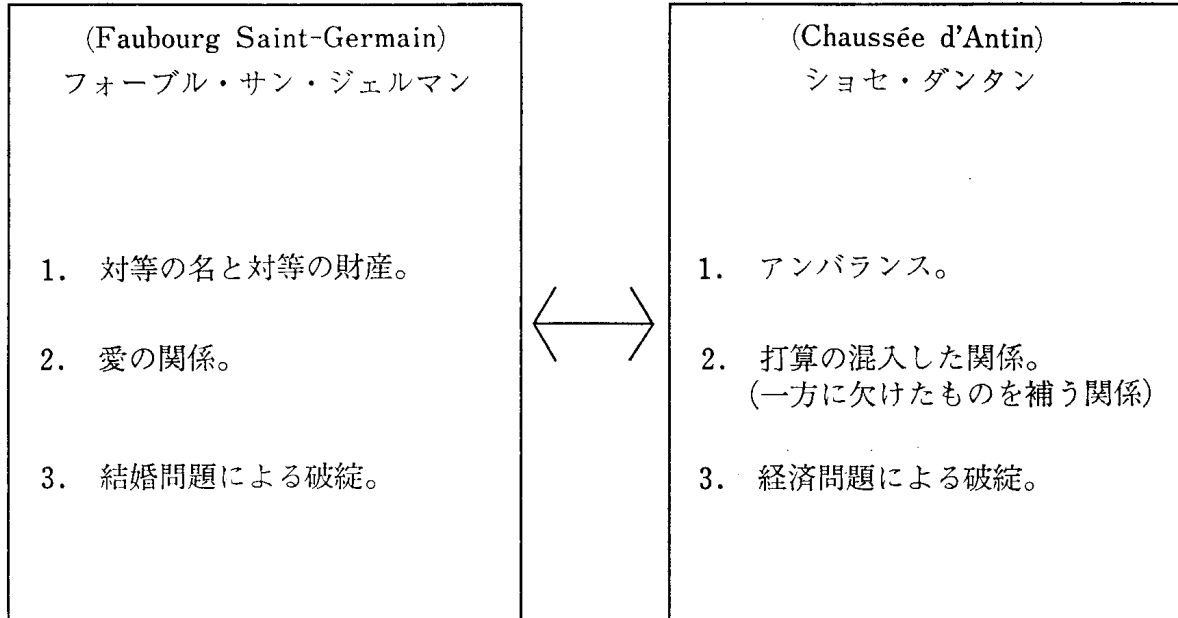 (Faubourg Saint-Germain)
フォーブル・サン・ジェルマン
1. 対等の名と対等の財産。
2. 愛の関係。
3. 結婚問題による破綻。
(Chaussée d'Antin)
ショセ・ダンタン
1. アンバランス。
2. 打算の混入した関係。
(一方に欠けたものを補う関係)
3. 経済問題による破綻。